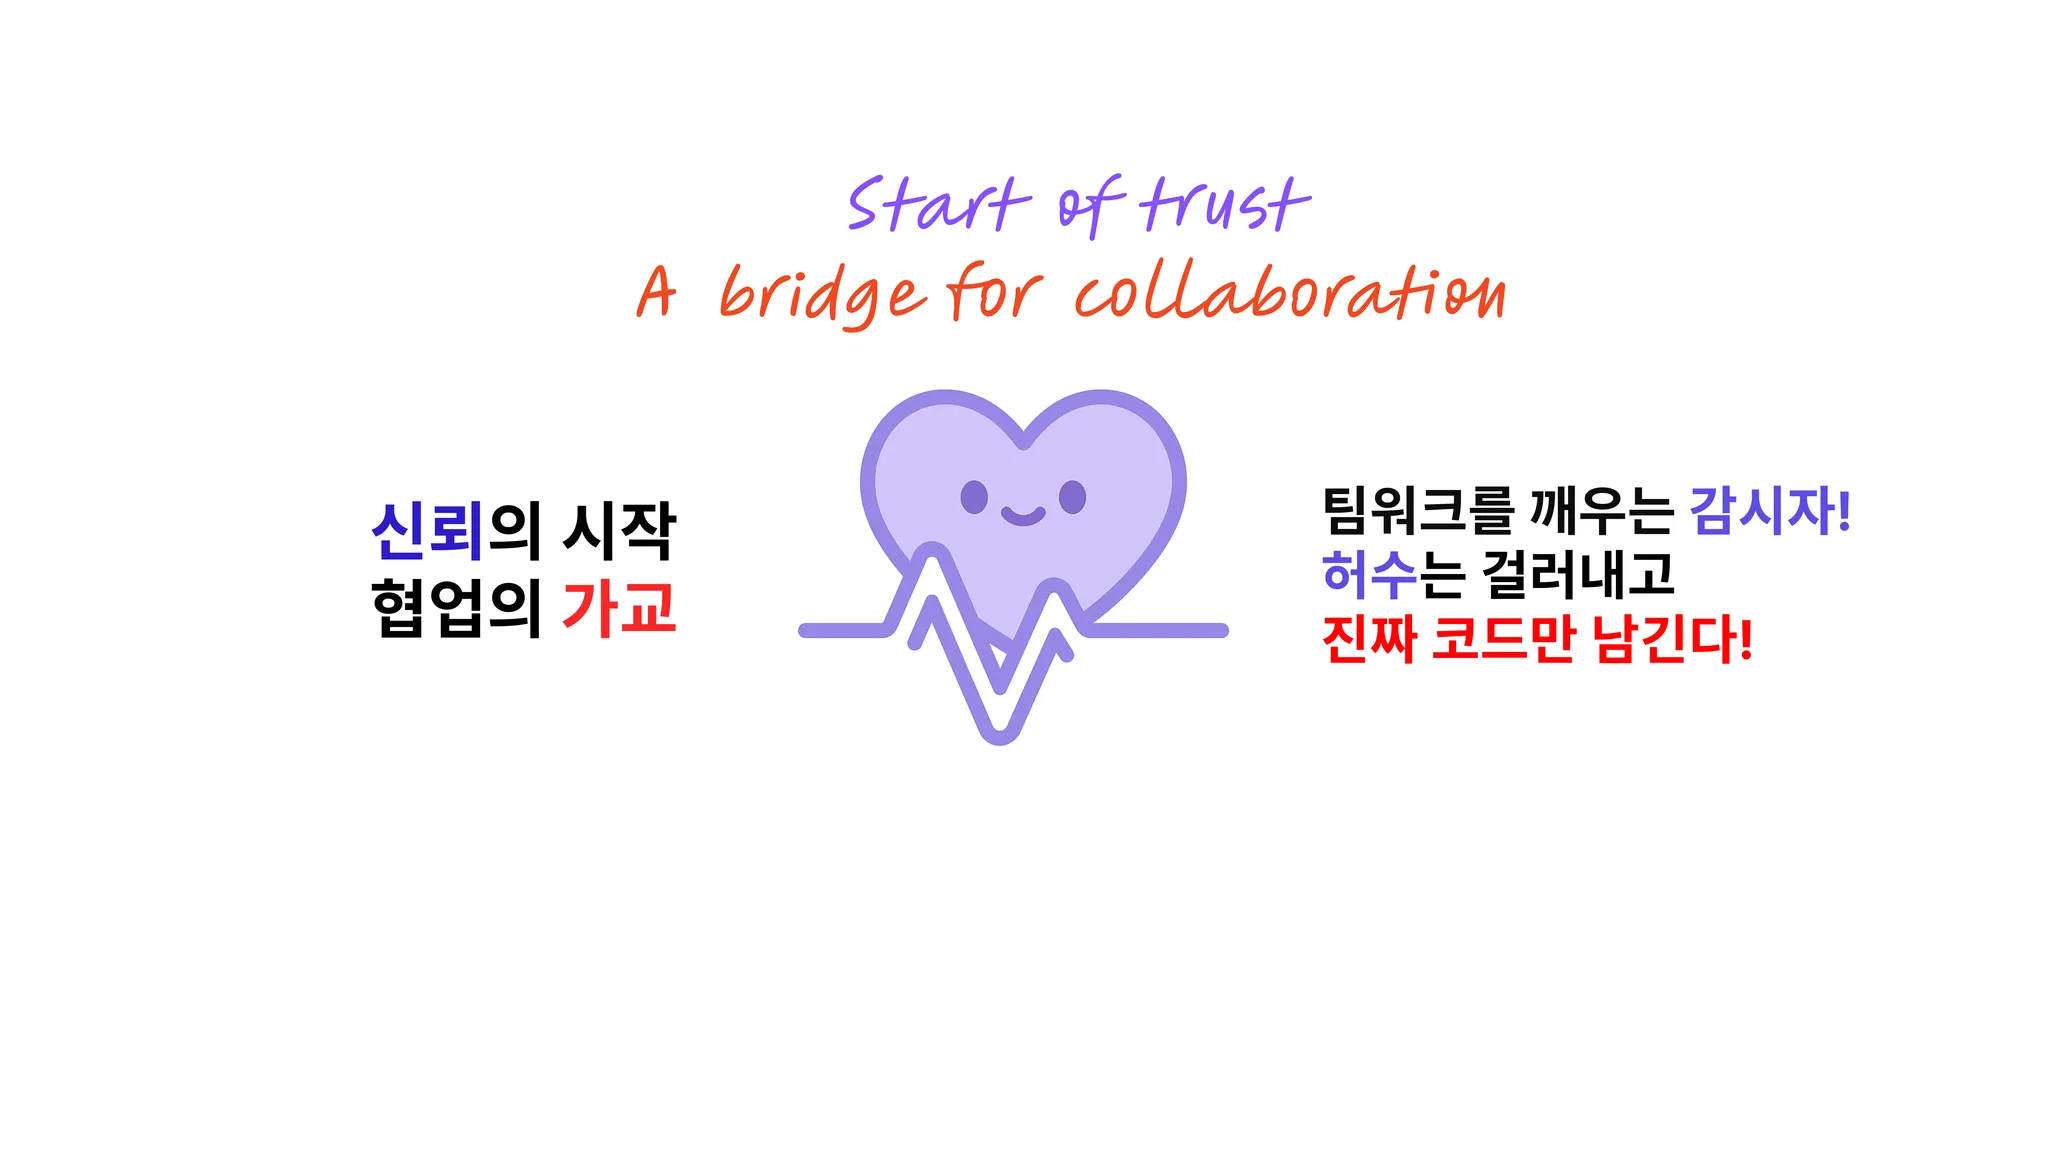 Start of trust
A bridge for collaboration
신뢰의 시작
협업의 가교
팀워크를 깨우는 감시자!
허수는 걸러내고
진짜 코드만 남긴다!